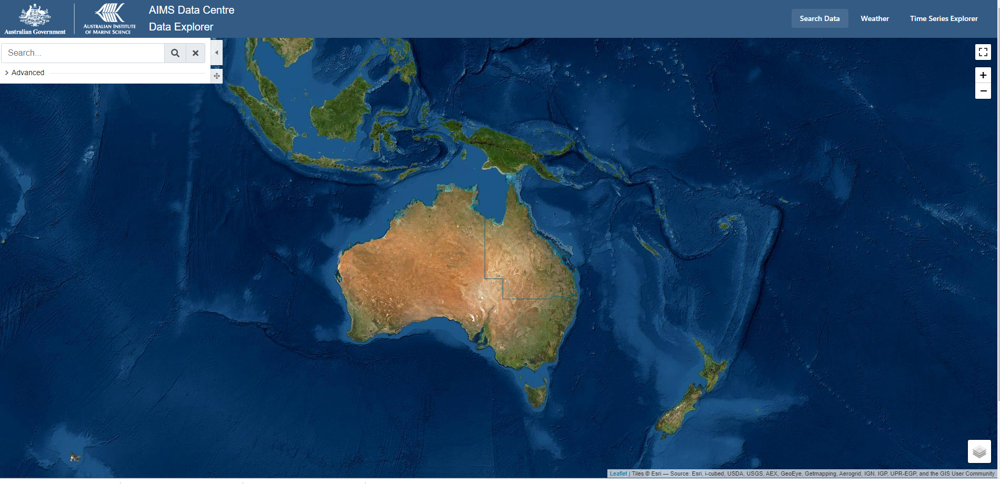 Australian Government
AUSTRALIAN INSTITUTE
OF MARINE SCIENCE
AIMS Data Centre
Data Explorer
Search Data
Weather
Time Series Explorer
Search...
Advanced
+
−
Leaflet | Tiles © Esri — Source: Esri, i-cubed, USDA, USGS, AEX, GeoEye, Getmapping, Aerogrid, IGN, IGP, UPR-EGP, and the GIS User Community